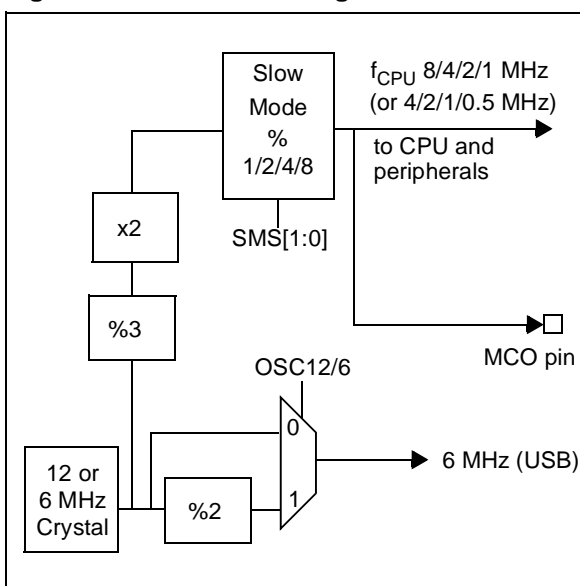 Slow
Mode
%
1/2/4/8
fCPU 8/4/2/1 MHz
(or 4/2/1/0.5 MHz)
to CPU and
peripherals
x2
SMS[1:0]
%3
MCO pin
OSC12/6
0
12 or
6 MHz
Crystal
%2
1
6 MHz (USB)